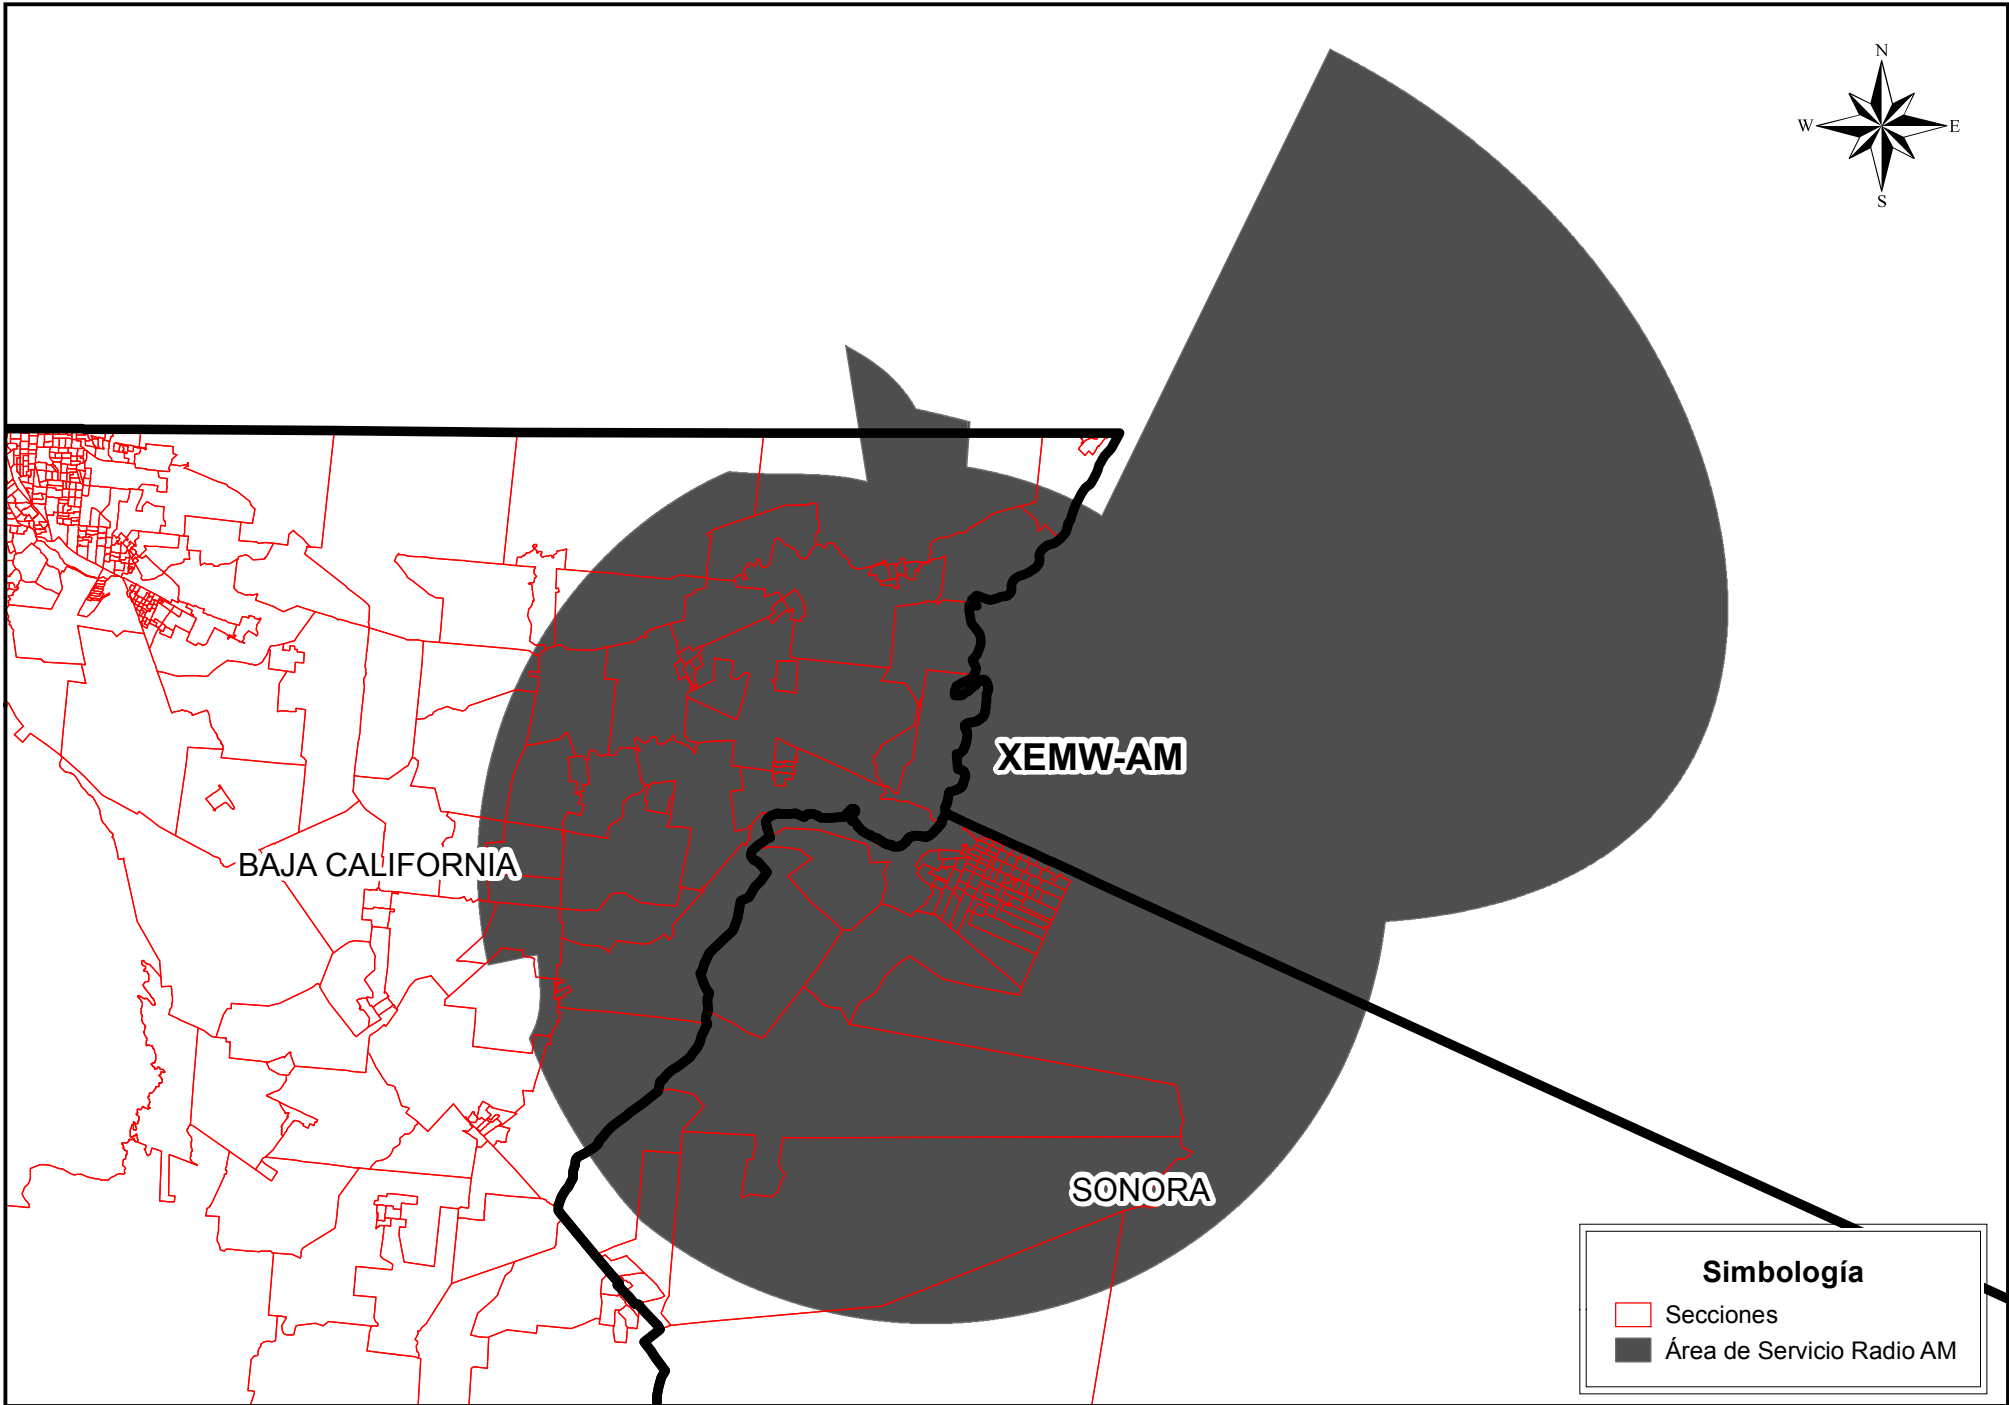 N
W E
S
XEMW-AM
BAJA CALIFORNIA
SONORA
Simbología
Secciones
Área de Servicio Radio AM